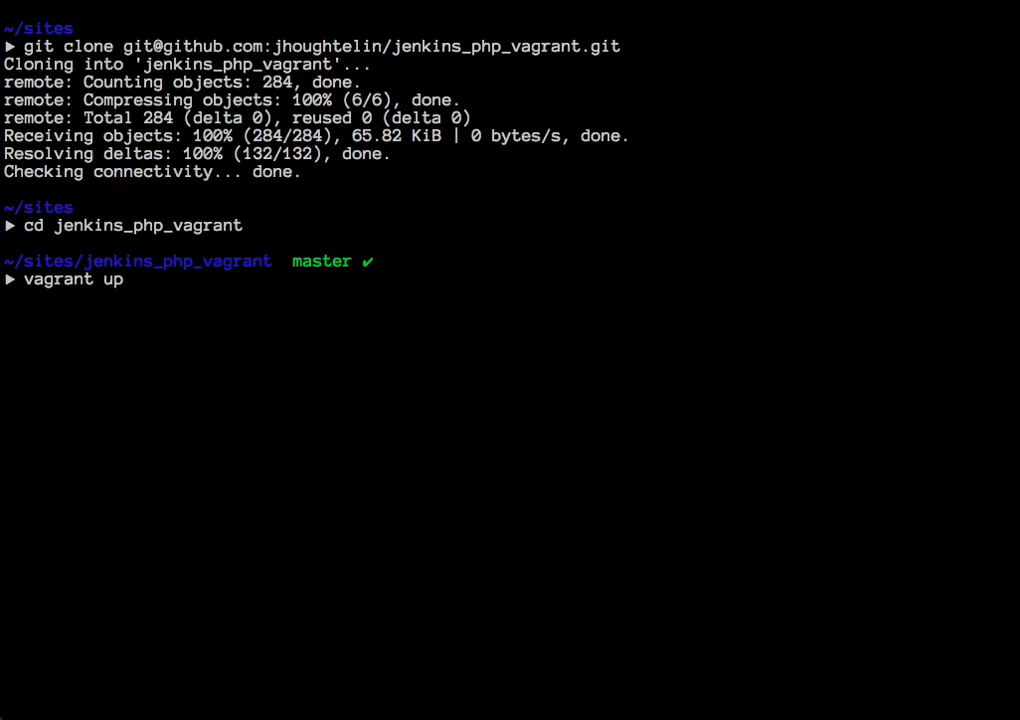 ~/sites
▶ git clone git@github.com:jhoughtelin/jenkins_php_vagrant.git
Cloning into 'jenkins_php_vagrant'...
remote: Counting objects: 284, done.
remote: Compressing objects: 100% (6/6), done.
remote: Total 284 (delta 0), reused 0 (delta 0)
Receiving objects: 100% (284/284), 65.82 KiB | 0 bytes/s, done.
Resolving deltas: 100% (132/132), done.
Checking connectivity... done.
~/sites
▶ cd jenkins_php_vagrant
~/sites/jenkins_php_vagrant  master ✔
▶ vagrant up